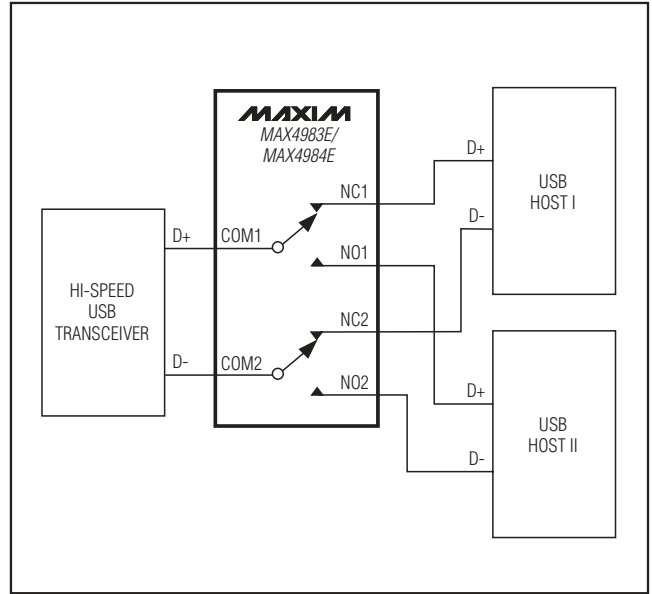 MAXIM
MAX4983E/
MAX4984E
HI-SPEED
USB
TRANSCEIVER
D+
D-
COM1
COM2
NC1
NO1
NC2
NO2
D+
D-
USB
HOST I
D+
D-
USB
HOST II